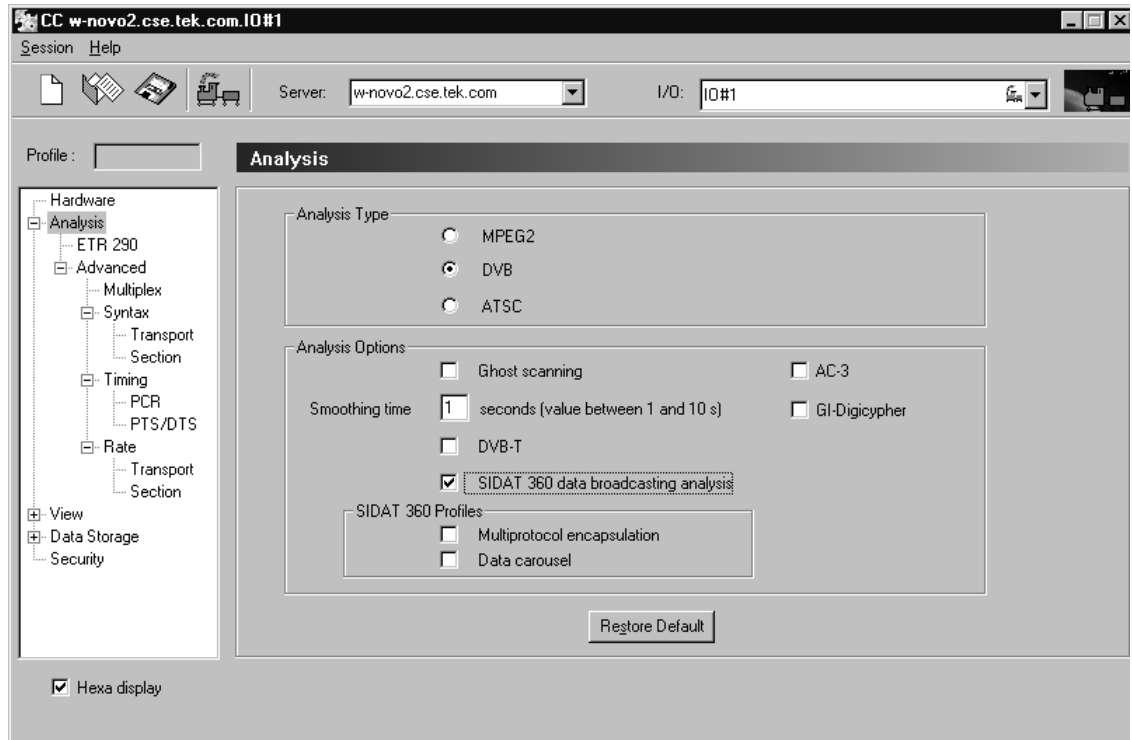 CC w-novo2.cse.tek.com.IO#1
Session Help
Server: w-novo2.cse.tek.com I/O: IO#1
Profile :
Analysis
Hardware
Analysis
ETR 290
Advanced
Multiplex
Syntax
Transport
Section
Timing
PCR
PTS/DTS
Rate
Transport
Section
View
Data Storage
Security
Analysis Type
MPEG2
DVB
ATSC
Analysis Options
Ghost scanning
AC-3
Smoothing time 1 seconds (value between 1 and 10 s)
GI-Digicypher
DVB-T
SIDAT 360 data broadcasting analysis
SIDAT 360 Profiles
Multiprotocol encapsulation
Data carousel
Restore Default
Hexa display